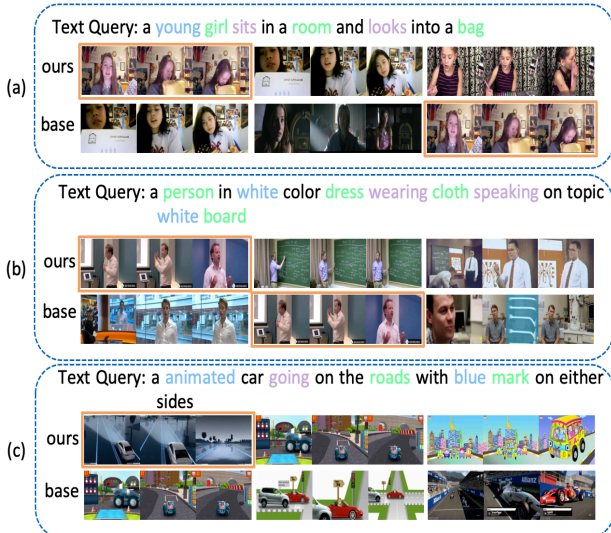 Text Query: a young girl sits in a room and looks into a bag
(a)
ours
base
Text Query: a person in white color dress wearing cloth speaking on topic
white board
(b)
ours
base
Text Query: a animated car going on the roads with blue mark on either
sides
(c)
ours
base
Allianz